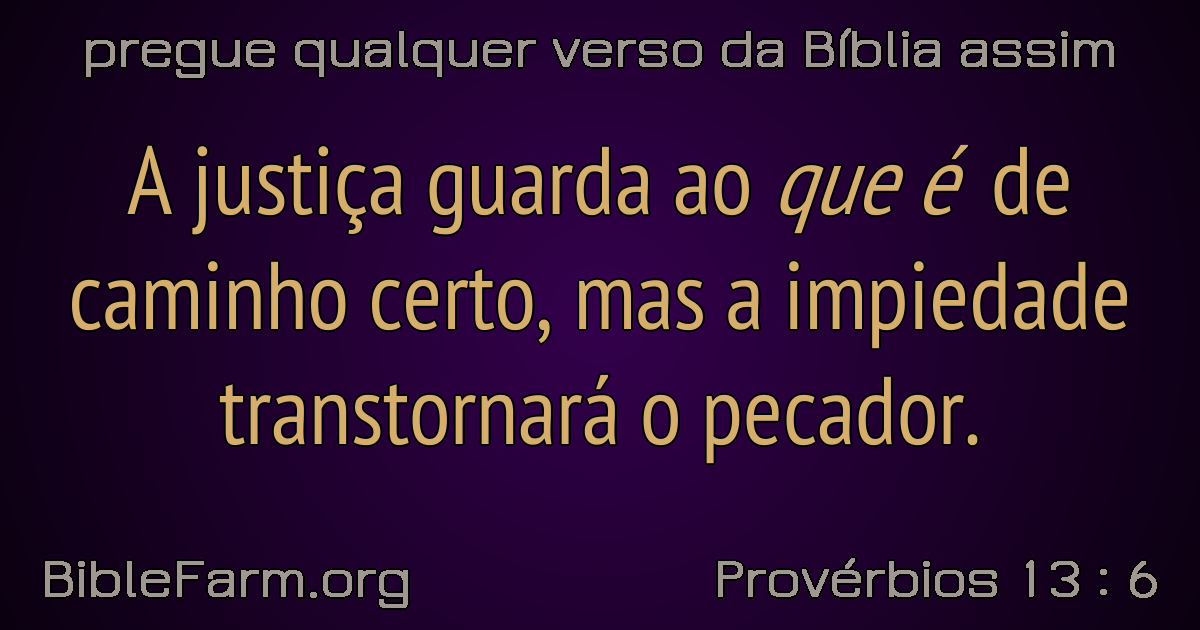 pregue qualquer verso da Bíblia assim
A justiça guarda ao que é de
caminho certo, mas a impiedade
transtornará o pecador.
BibleFarm.org
Provérbios 13 : 6